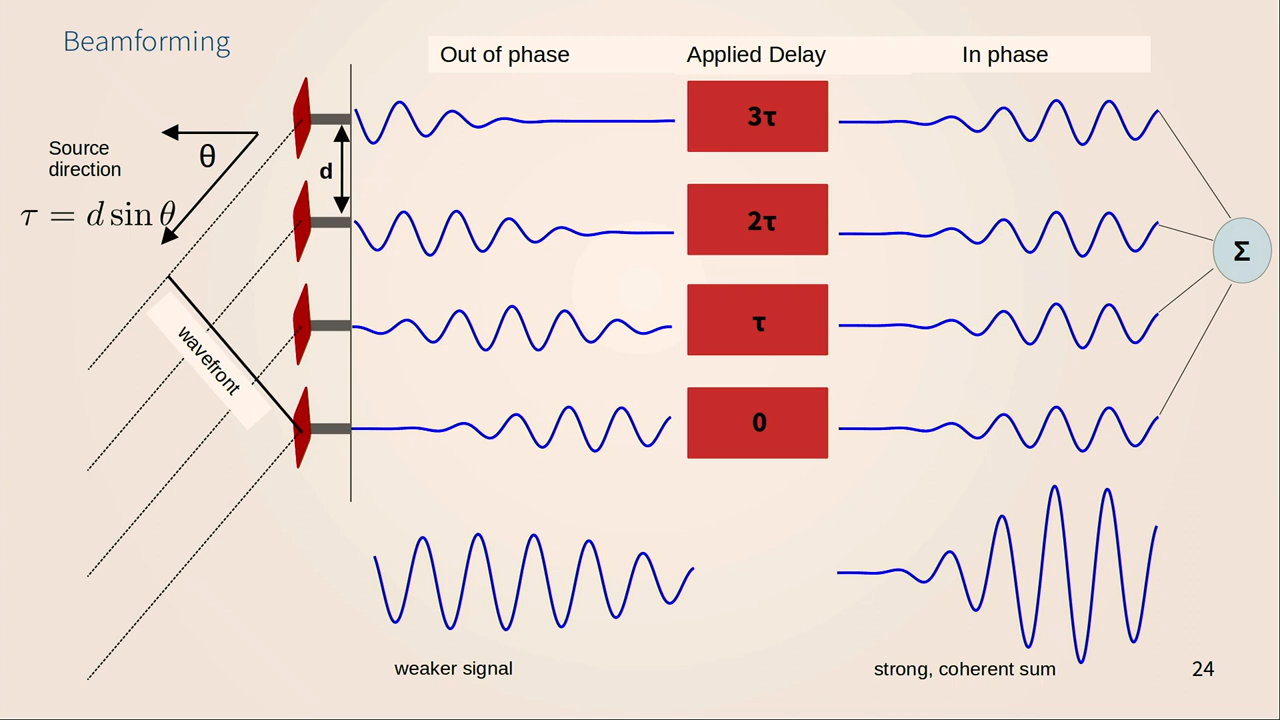 Beamforming
Out of phase
Applied Delay
In phase
Source
direction
θ
τ = d sin θ
d
wavefront
3τ
2τ
τ
0
Σ
weaker signal
strong, coherent sum
24